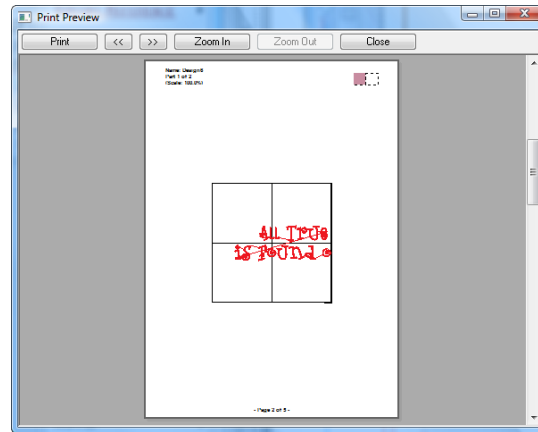 Print Preview
Print << >> Zoom In Zoom Out Close
Name: Design6
Part 1 of 2
(Scale: 100.0%)
All True
is Found o
- Page 2 of 5 -